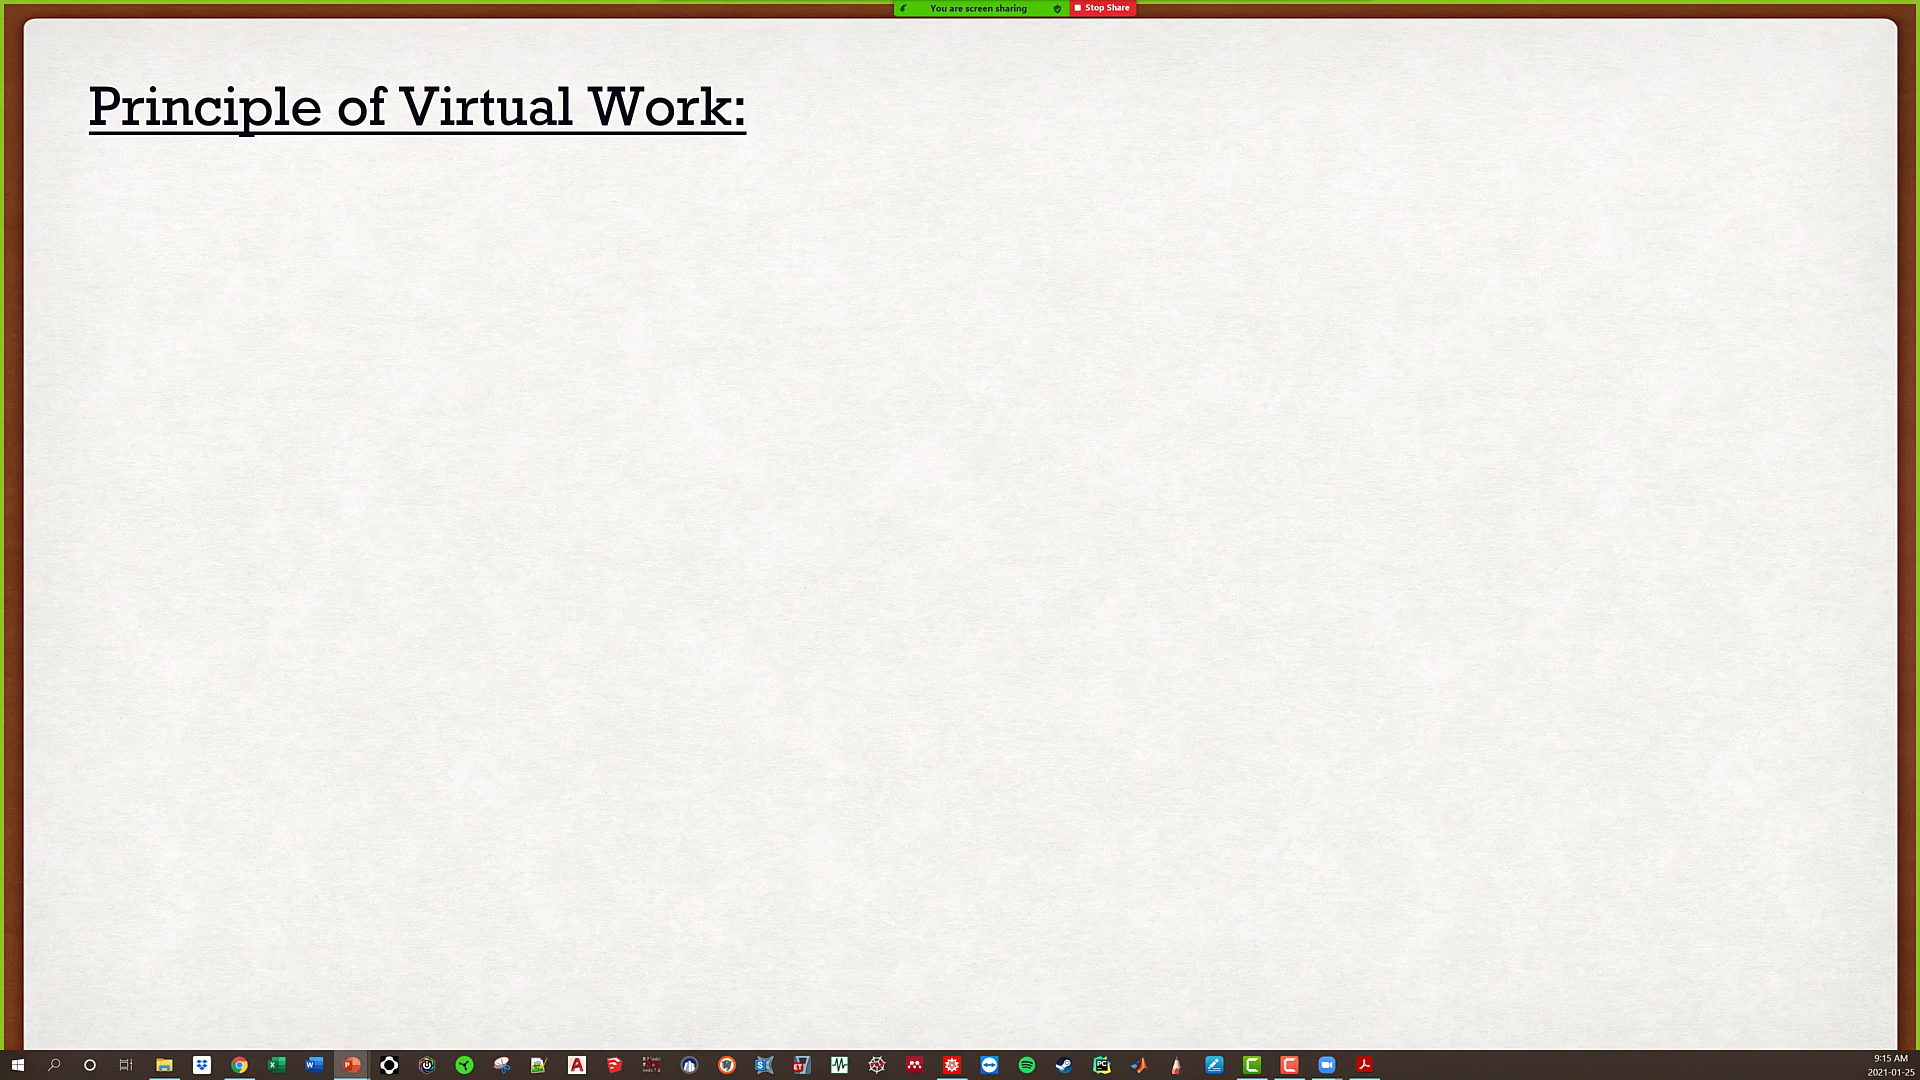 You are screen sharing
Stop Share
Principle of Virtual Work:
9:15 AM
2021-01-25